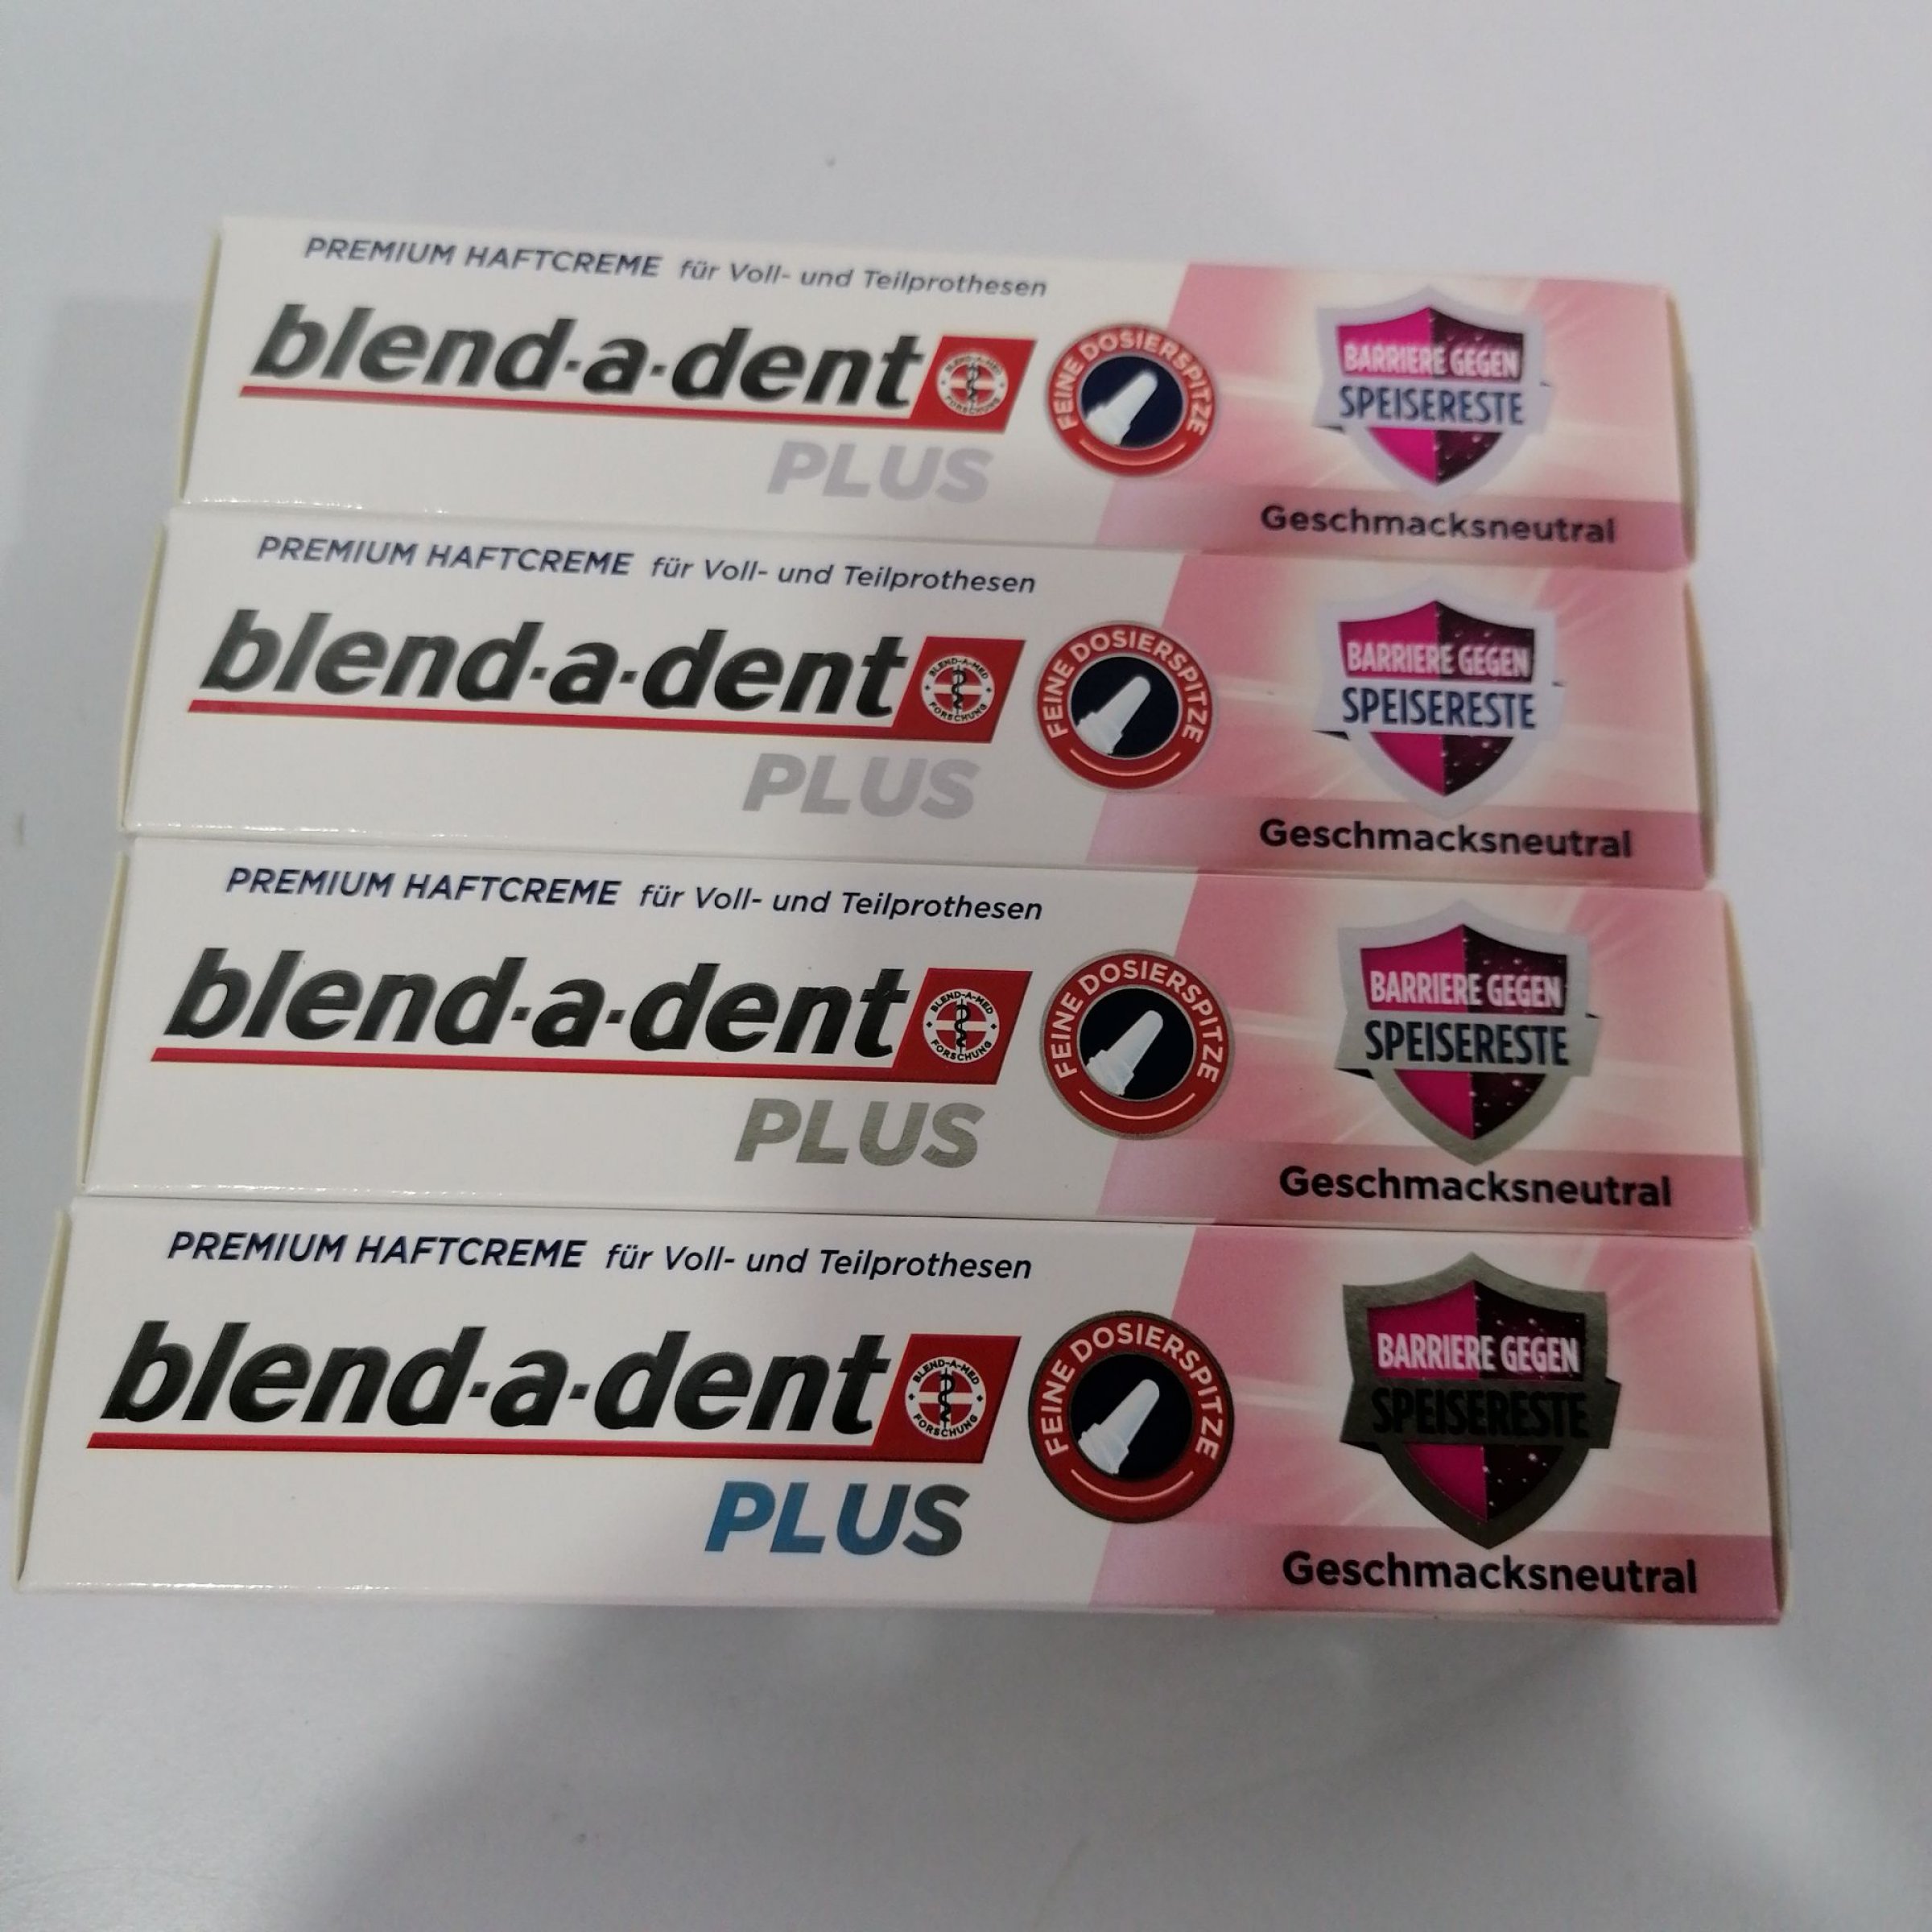 PREMIUM HAFTCREME für Voll- und Teilprothesen
blend-a-dent
BLEND-A-MED FORSCHUNG
PLUS
FEINE DOSIERSPITZE
BARRIERE GEGEN
SPEISERESTE
Geschmacksneutral
PREMIUM HAFTCREME für Voll- und Teilprothesen
blend-a-dent
BLEND-A-MED FORSCHUNG
PLUS
FEINE DOSIERSPITZE
BARRIERE GEGEN
SPEISERESTE
Geschmacksneutral
PREMIUM HAFTCREME für Voll- und Teilprothesen
blend-a-dent
BLEND-A-MED FORSCHUNG
PLUS
FEINE DOSIERSPITZE
BARRIERE GEGEN
SPEISERESTE
Geschmacksneutral
PREMIUM HAFTCREME für Voll- und Teilprothesen
blend-a-dent
BLEND-A-MED FORSCHUNG
PLUS
FEINE DOSIERSPITZE
BARRIERE GEGEN
SPEISERESTE
Geschmacksneutral